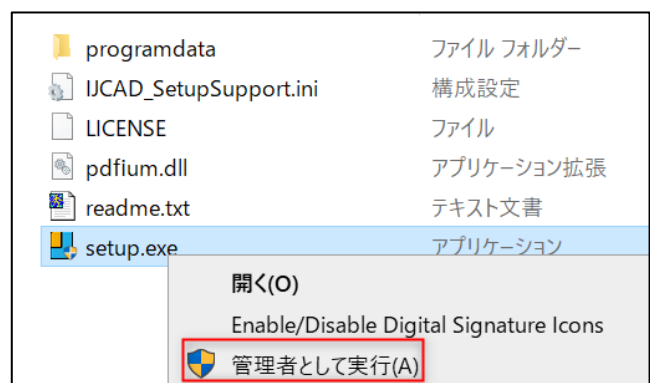 programdata ファイル フォルダー
IJCAD_SetupSupport.ini 構成設定
LICENSE ファイル
pdfium.dll アプリケーション拡張
readme.txt テキスト文書
setup.exe アプリケーション
開く(O)
Enable/Disable Digital Signature Icons
管理者として実行(A)